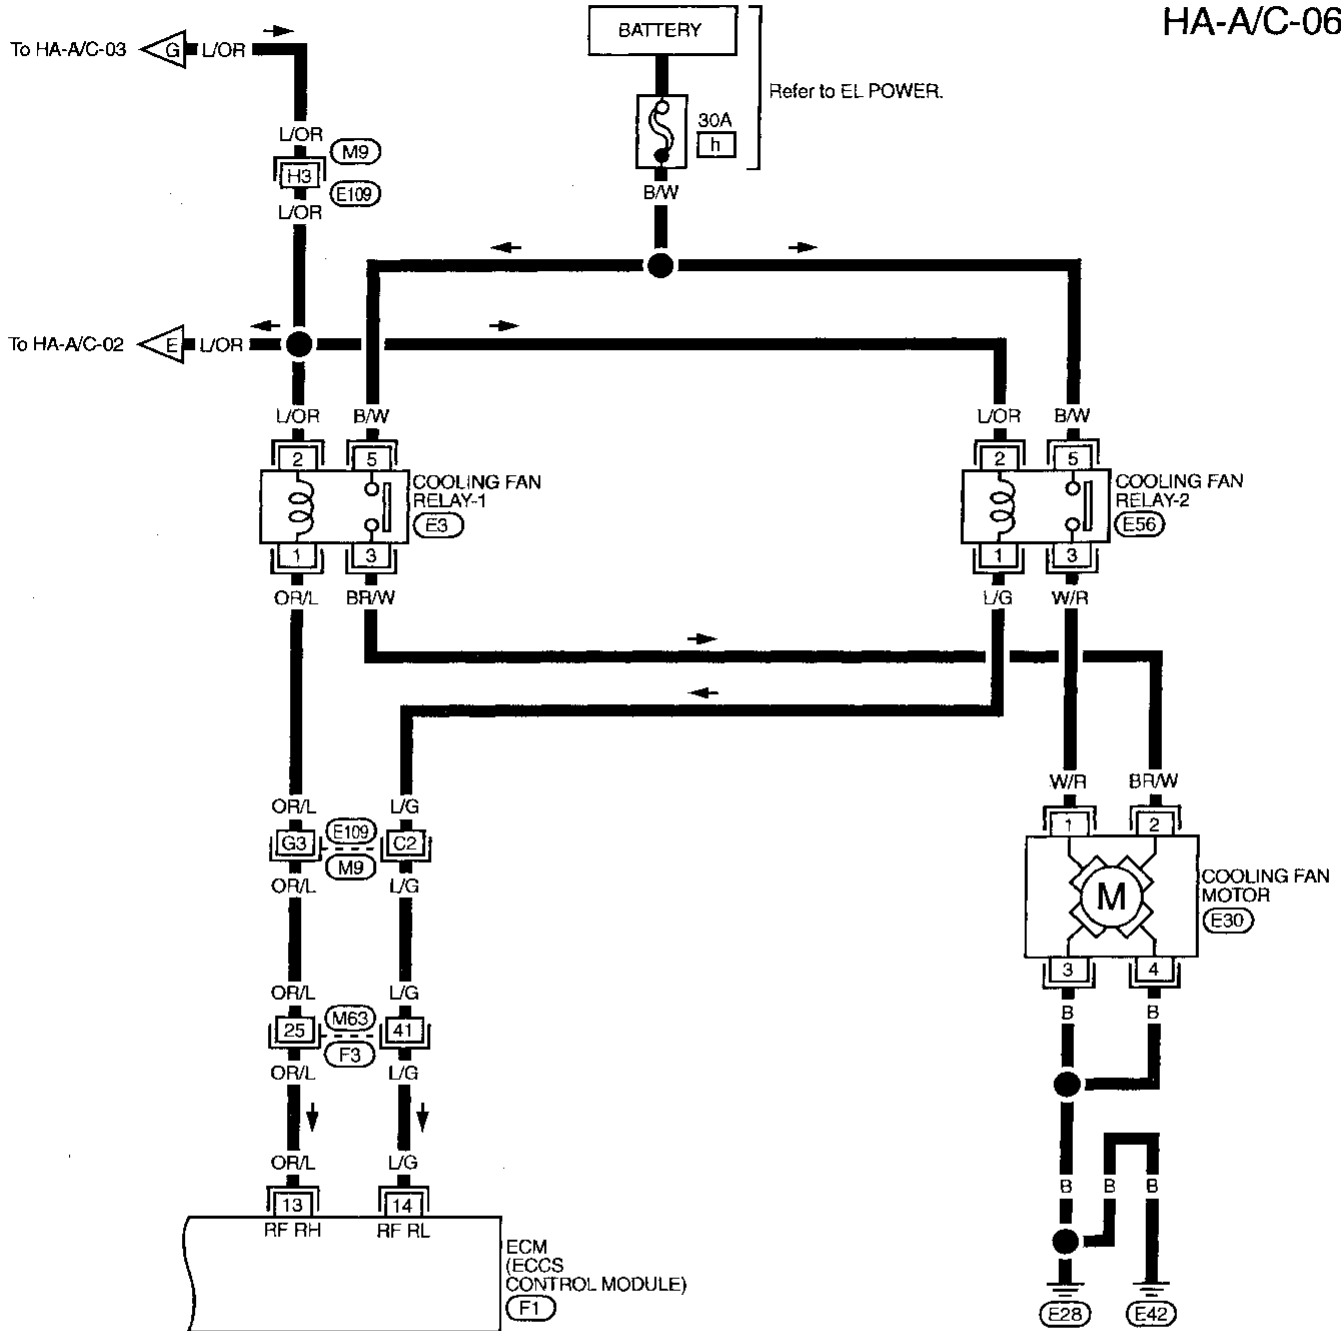 HA-A/C-06
To HA-A/C-03
G
L/OR
BATTERY
Refer to EL POWER.
30A
h
L/OR
M9
H3
E109
L/OR
B/W
To HA-A/C-02
E
L/OR
L/OR
B/W
L/OR
B/W
2
5
2
5
COOLING FAN
RELAY-1
E3
COOLING FAN
RELAY-2
E56
1
3
1
3
OR/L
BR/W
L/G
W/R
W/R
BR/W
OR/L
L/G
1
2
G3
E109
C2
M9
OR/L
L/G
M
COOLING FAN
MOTOR
E30
3
4
OR/L
L/G
B
B
25
M63
41
F3
OR/L
L/G
OR/L
L/G
B
B
B
13
14
RF RH
RF RL
ECM
(ECCS
CONTROL MODULE)
F1
E28
E42